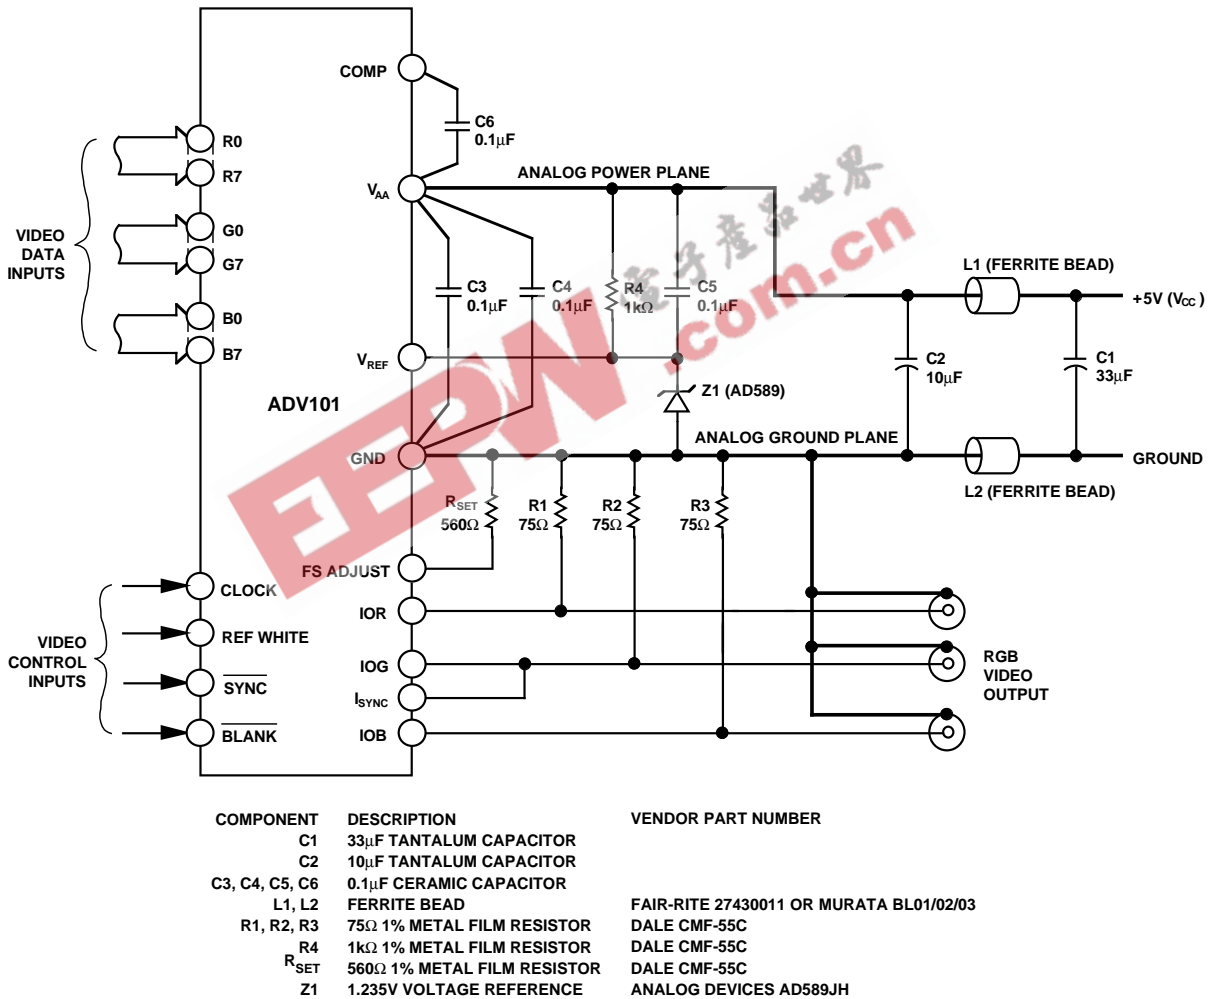 COMP
C6
0.1µF
R0
R7
G0
G7
B0
B7
VIDEO
DATA
INPUTS
VAA
ANALOG POWER PLANE
C3
0.1µF
C4
0.1µF
R4
1kΩ
C5
0.1µF
L1 (FERRITE BEAD)
+5V (VCC)
C2
10µF
C1
33µF
VREF
Z1 (AD589)
ADV101
ANALOG GROUND PLANE
GND
GROUND
L2 (FERRITE BEAD)
RSET
560Ω
R1
75Ω
R2
75Ω
R3
75Ω
FS ADJUST
CLOCK
IOR
VIDEO
CONTROL
INPUTS
REF WHITE
IOG
SYNC
ISYNC
BLANK
IOB
RGB
VIDEO
OUTPUT
EEPW.com.cn
电子產品世界
COMPONENT DESCRIPTION VENDOR PART NUMBER
C1 33µF TANTALUM CAPACITOR
C2 10µF TANTALUM CAPACITOR
C3, C4, C5, C6 0.1µF CERAMIC CAPACITOR
L1, L2 FERRITE BEAD FAIR-RITE 27430011 OR MURATA BL01/02/03
R1, R2, R3 75Ω 1% METAL FILM RESISTOR DALE CMF-55C
R4 1kΩ 1% METAL FILM RESISTOR DALE CMF-55C
RSET 560Ω 1% METAL FILM RESISTOR DALE CMF-55C
Z1 1.235V VOLTAGE REFERENCE ANALOG DEVICES AD589JH